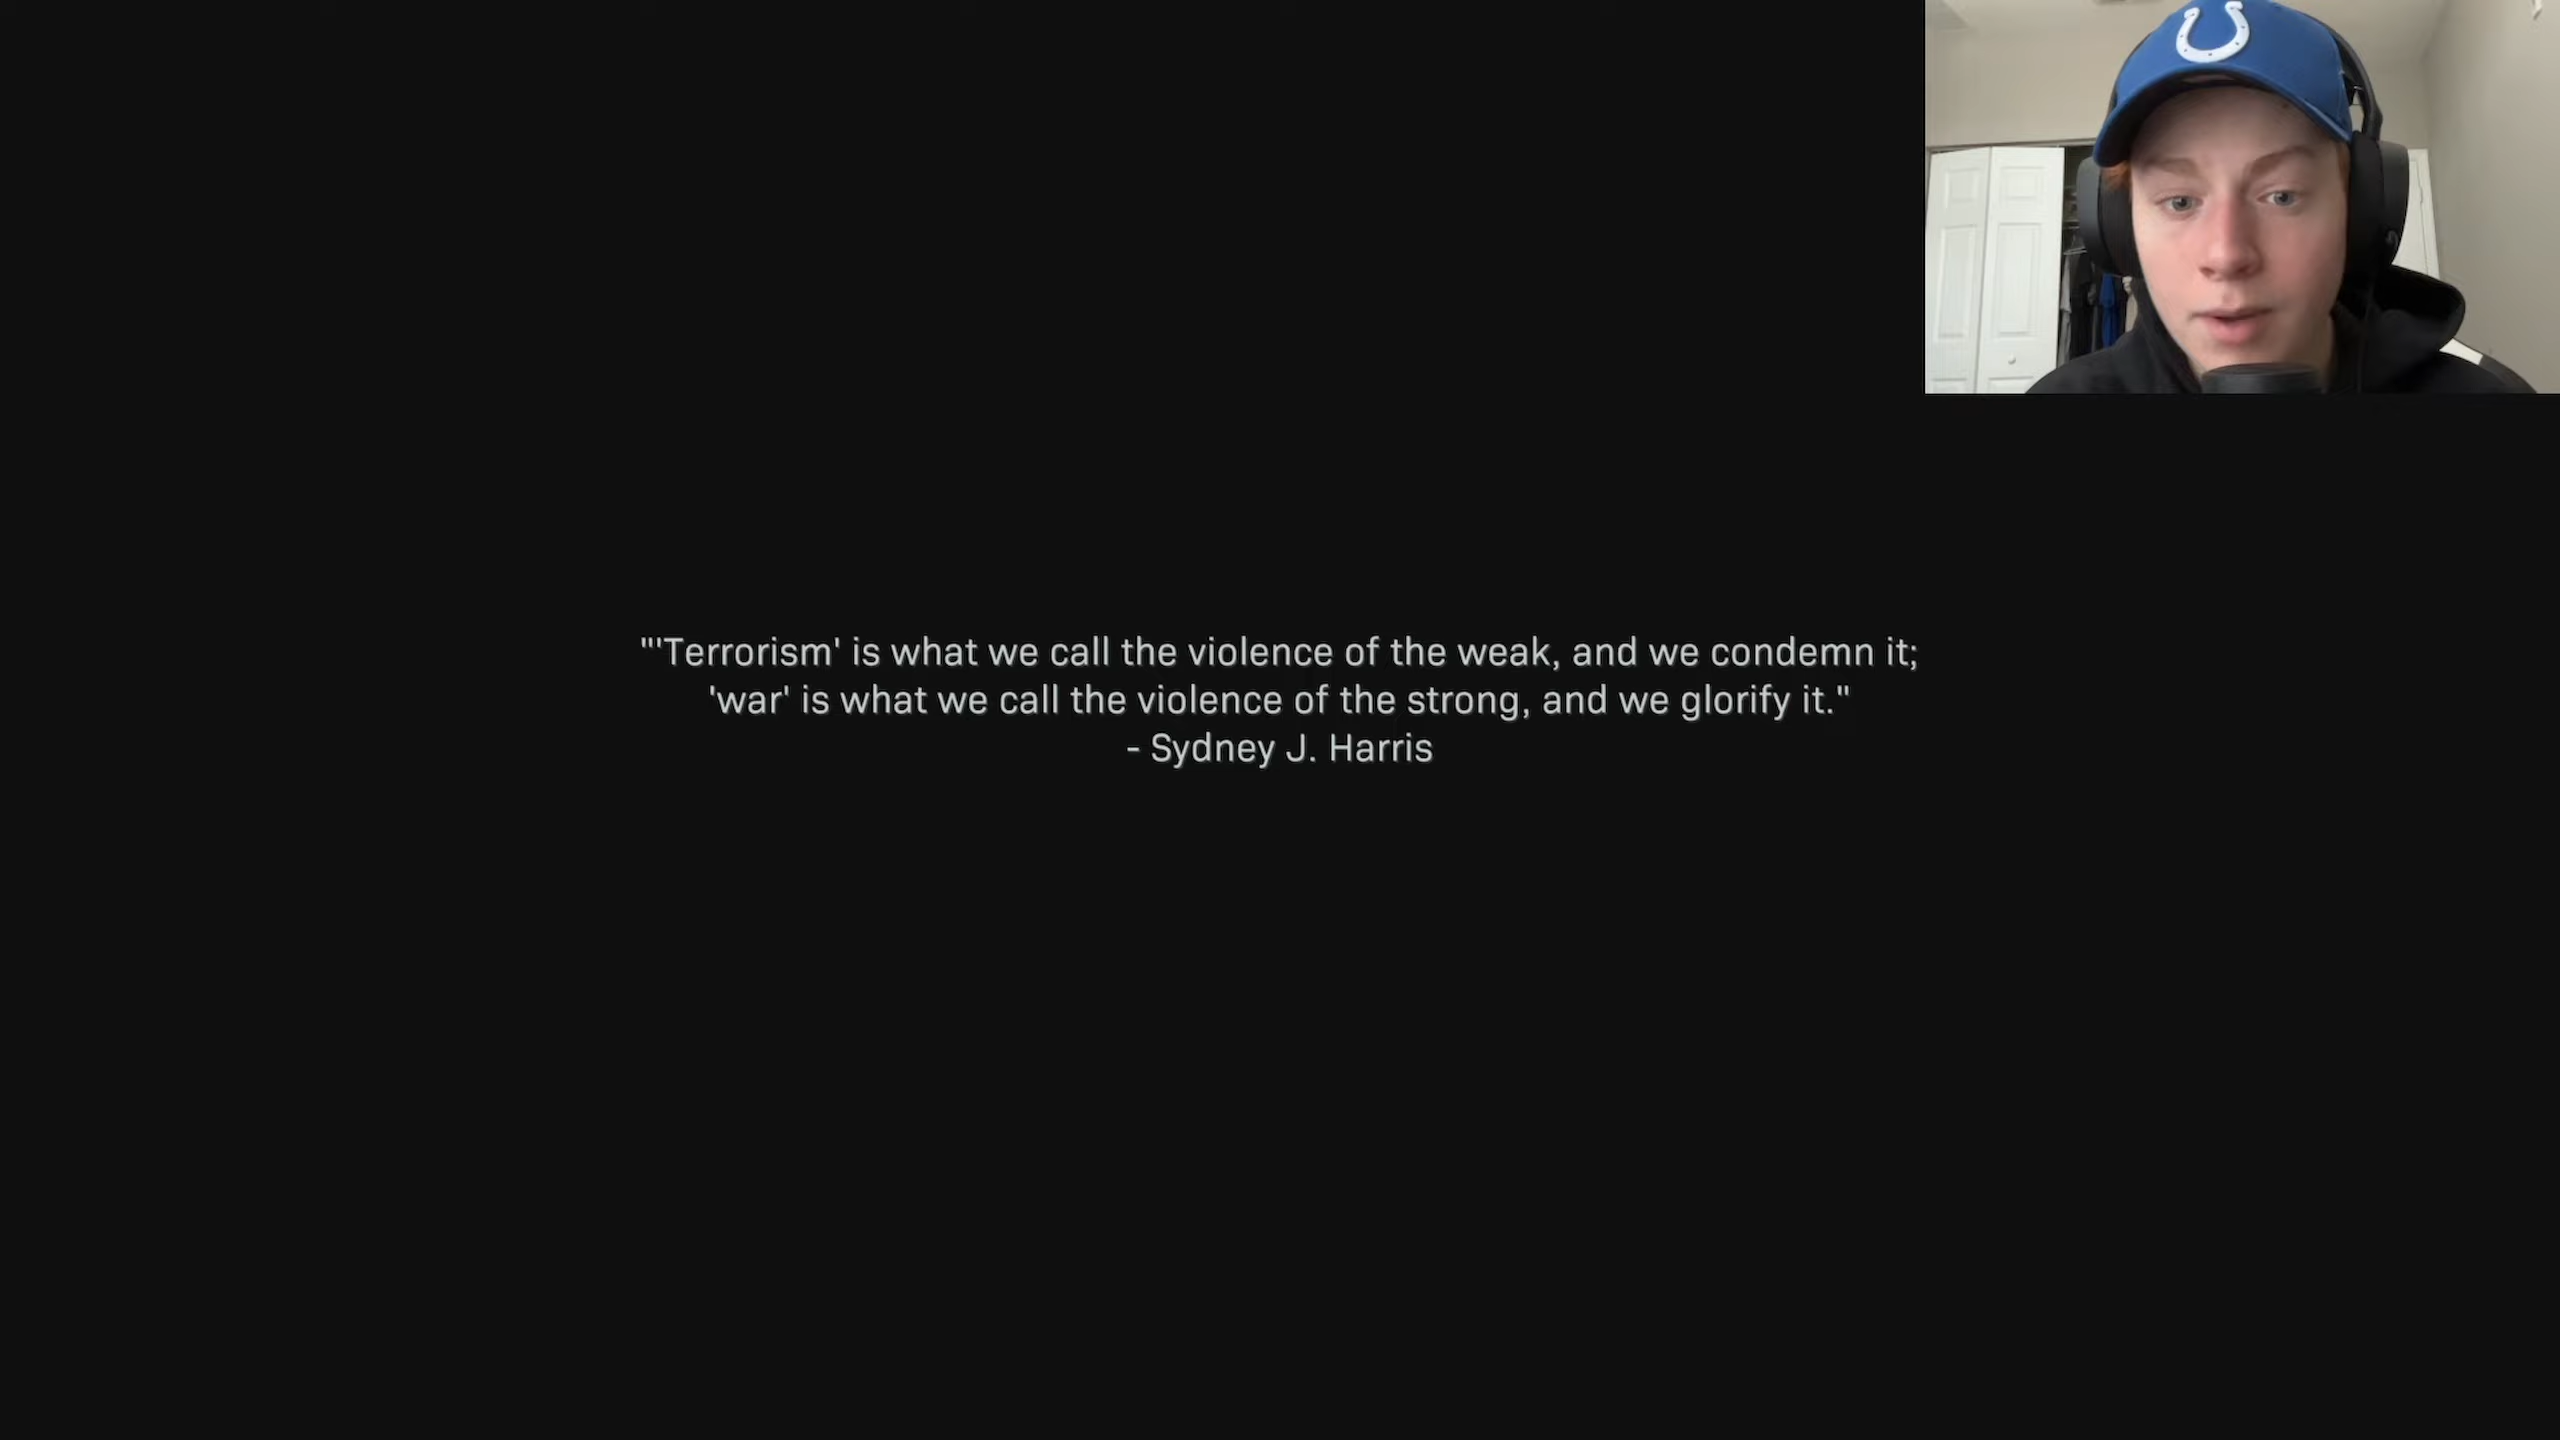 "'Terrorism' is what we call the violence of the weak, and we condemn it;
'war' is what we call the violence of the strong, and we glorify it."
- Sydney J. Harris